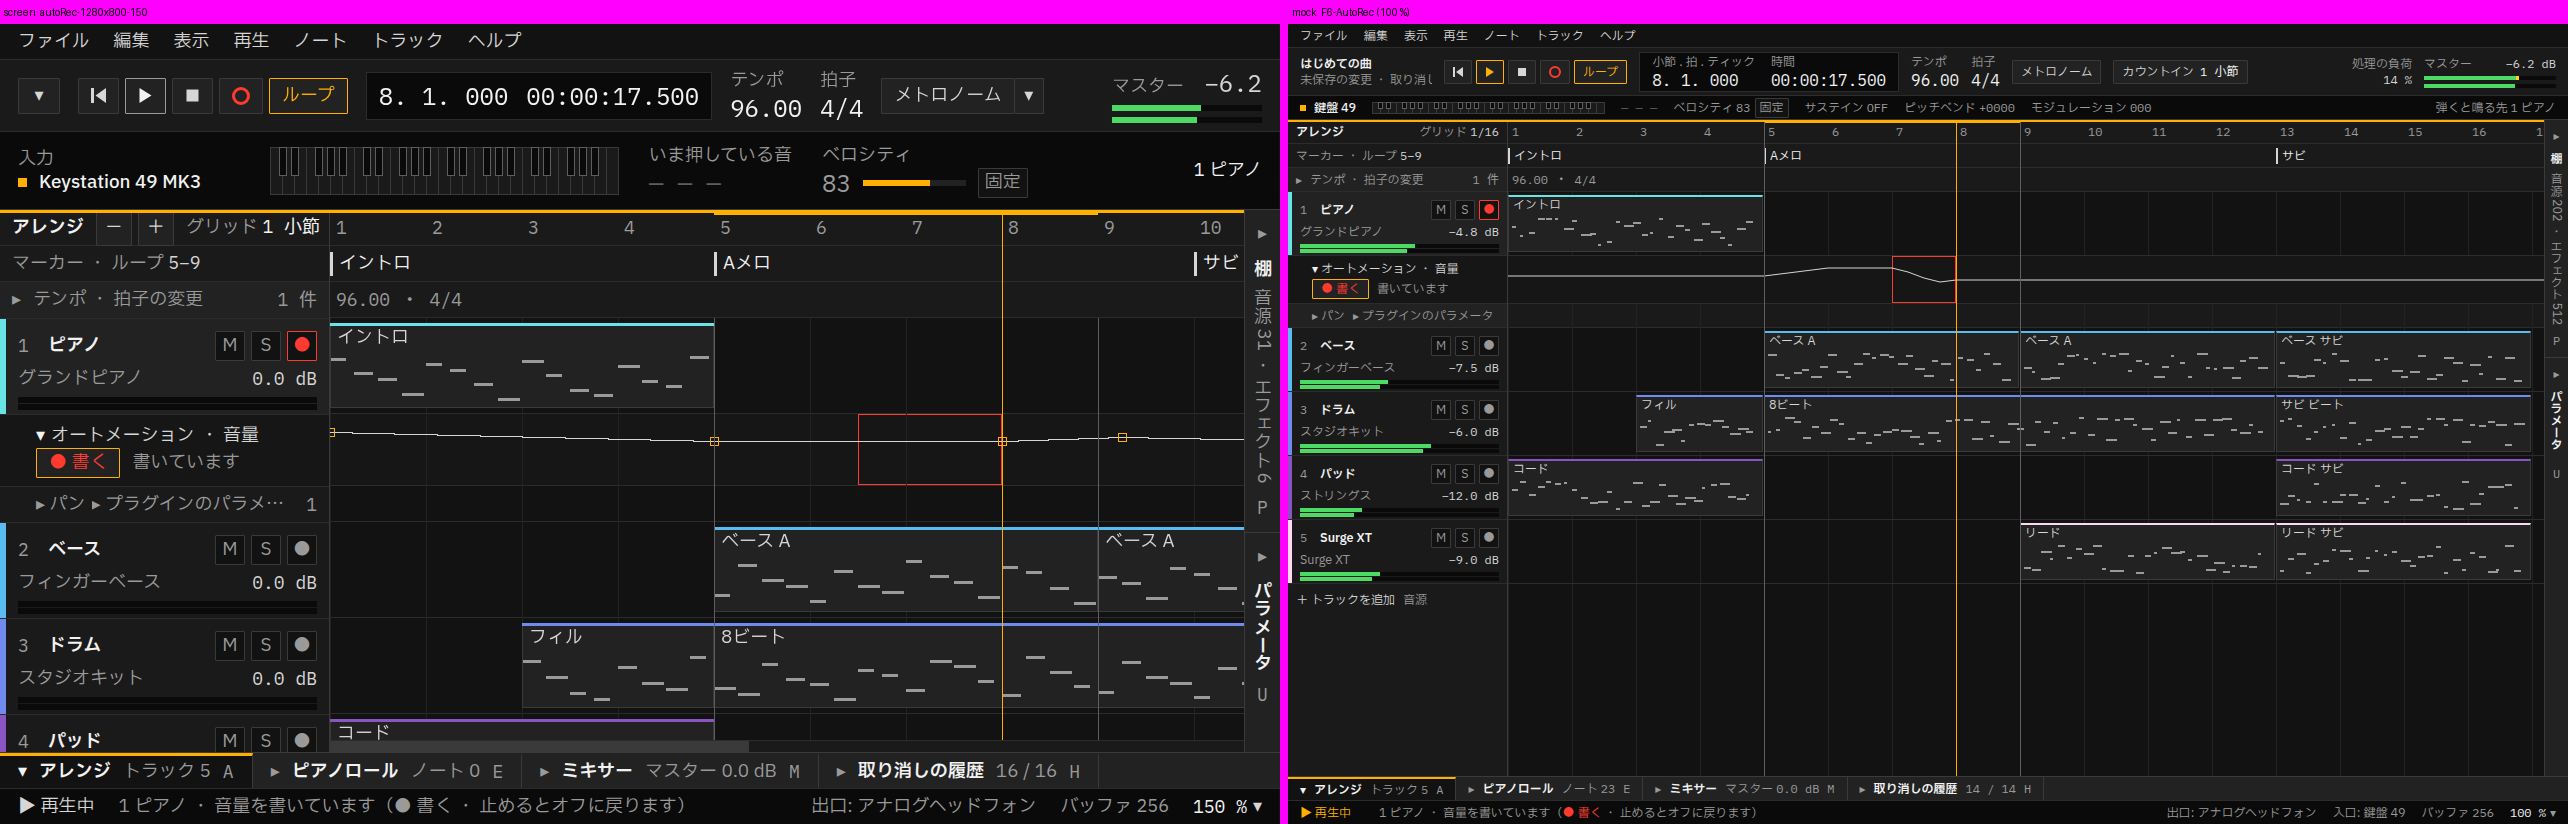 screen autoRec-1280x800-150
ファイル 編集 表示 再生 ノート トラック ヘルプ
▼ ループ 8. 1. 000 00:00:17.500 テンポ 96.00 拍子 4/4 メトロノーム ▼ マスター −6.2
入力
Keystation 49 MK3
いま押している音
— — —
ベロシティ
83 固定
1 ピアノ
アレンジ − + グリッド 1 小節 1 2 3 4 5 6 7 8 9 10
マーカー ・ ループ 5–9 イントロ Aメロ サビ
▸ テンポ ・ 拍子の変更 1 件 96.00 ・ 4/4
1 ピアノ M S ●
グランドピアノ 0.0 dB
イントロ
▾ オートメーション ・ 音量
● 書く 書いています
▸ パン ▸ プラグインのパラメ… 1
2 ベース M S ●
フィンガーベース 0.0 dB
ベース A ベース A
3 ドラム M S ●
スタジオキット 0.0 dB
フィル 8ビート
4 パッド M S ●
コード
▸ 棚 音源 31 ・ エフェクト 6 P
▸ パラメータ U
▾ アレンジ トラック 5 A ▸ ピアノロール ノート 0 E ▸ ミキサー マスター 0.0 dB M ▸ 取り消しの履歴 16 / 16 H
▶ 再生中 1 ピアノ ・ 音量を書いています（● 書く ・ 止めるとオフに戻ります） 出口: アナログヘッドフォン バッファ 256 150 % ▾
mock F6-AutoRec (100%)
ファイル 編集 表示 再生 ノート トラック ヘルプ
はじめての曲
未保存の変更 ・ 取り消し
ループ
小節 . 拍 . ティック 時間
8. 1. 000 00:00:17.500
テンポ 96.00 拍子 4/4 メトロノーム カウントイン 1 小節
処理の負荷 14 %
マスター −6.2 dB
鍵盤 49 — — — ベロシティ 83 固定 サステイン OFF ピッチベンド +0000 モジュレーション 000 弾くと鳴る先 1 ピアノ
アレンジ グリッド 1/16 1 2 3 4 5 6 7 8 9 10 11 12 13 14 15 16
マーカー ・ ループ 5–9 イントロ Aメロ サビ
▸ テンポ ・ 拍子の変更 1 件 96.00 ・ 4/4
1 ピアノ M S ●
グランドピアノ −4.8 dB
イントロ
▾ オートメーション ・ 音量
● 書く 書いています
▸ パン ▸ プラグインのパラメータ
2 ベース M S ●
フィンガーベース −7.5 dB
ベース A ベース A ベース サビ
3 ドラム M S ●
スタジオキット −6.0 dB
フィル 8ビート サビ ビート
4 パッド M S ●
ストリングス −12.0 dB
コード コード サビ
5 Surge XT M S ●
Surge XT −9.0 dB
リード リード サビ
+ トラックを追加 音源
▸ 棚 音源 202 ・ エフェクト 512 P
▸ パラメータ U
▾ アレンジ トラック 5 A ▸ ピアノロール ノート 23 E ▸ ミキサー マスター 0.0 dB M ▸ 取り消しの履歴 14 / 14 H
▶ 再生中 1 ピアノ ・ 音量を書いています（● 書く ・ 止めるとオフに戻ります） 出口: アナログヘッドフォン 入口: 鍵盤 49 バッファ 256 100 % ▾